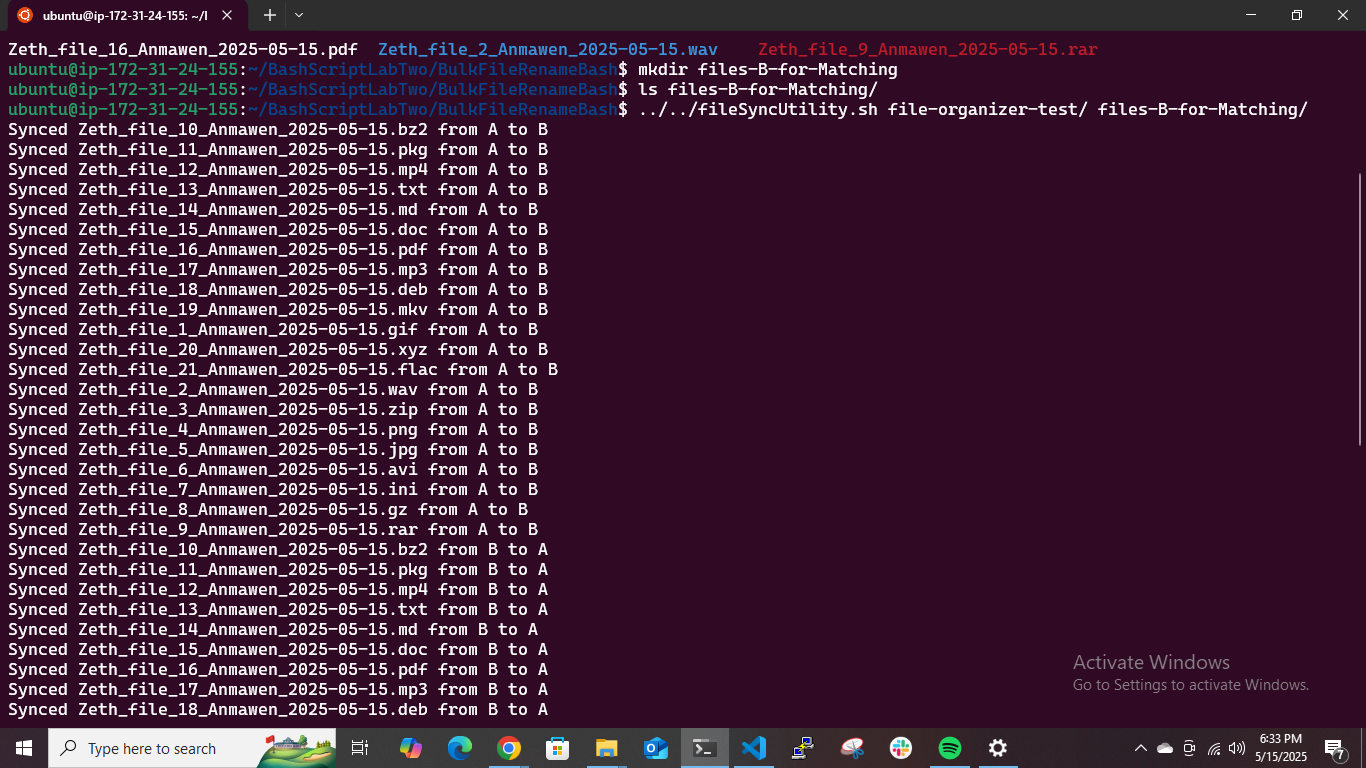 ubuntu@ip-172-31-24-155: ~/l
Zeth_file_16_Anmawen_2025-05-15.pdf  Zeth_file_2_Anmawen_2025-05-15.wav    Zeth_file_9_Anmawen_2025-05-15.rar
ubuntu@ip-172-31-24-155:~/BashScriptLabTwo/BulkFileRenameBash$ mkdir files-B-for-Matching
ubuntu@ip-172-31-24-155:~/BashScriptLabTwo/BulkFileRenameBash$ ls files-B-for-Matching/
ubuntu@ip-172-31-24-155:~/BashScriptLabTwo/BulkFileRenameBash$ ../../fileSyncUtility.sh file-organizer-test/ files-B-for-Matching/
Synced Zeth_file_10_Anmawen_2025-05-15.bz2 from A to B
Synced Zeth_file_11_Anmawen_2025-05-15.pkg from A to B
Synced Zeth_file_12_Anmawen_2025-05-15.mp4 from A to B
Synced Zeth_file_13_Anmawen_2025-05-15.txt from A to B
Synced Zeth_file_14_Anmawen_2025-05-15.md from A to B
Synced Zeth_file_15_Anmawen_2025-05-15.doc from A to B
Synced Zeth_file_16_Anmawen_2025-05-15.pdf from A to B
Synced Zeth_file_17_Anmawen_2025-05-15.mp3 from A to B
Synced Zeth_file_18_Anmawen_2025-05-15.deb from A to B
Synced Zeth_file_19_Anmawen_2025-05-15.mkv from A to B
Synced Zeth_file_1_Anmawen_2025-05-15.gif from A to B
Synced Zeth_file_20_Anmawen_2025-05-15.xyz from A to B
Synced Zeth_file_21_Anmawen_2025-05-15.flac from A to B
Synced Zeth_file_2_Anmawen_2025-05-15.wav from A to B
Synced Zeth_file_3_Anmawen_2025-05-15.zip from A to B
Synced Zeth_file_4_Anmawen_2025-05-15.png from A to B
Synced Zeth_file_5_Anmawen_2025-05-15.jpg from A to B
Synced Zeth_file_6_Anmawen_2025-05-15.avi from A to B
Synced Zeth_file_7_Anmawen_2025-05-15.ini from A to B
Synced Zeth_file_8_Anmawen_2025-05-15.gz from A to B
Synced Zeth_file_9_Anmawen_2025-05-15.rar from A to B
Synced Zeth_file_10_Anmawen_2025-05-15.bz2 from B to A
Synced Zeth_file_11_Anmawen_2025-05-15.pkg from B to A
Synced Zeth_file_12_Anmawen_2025-05-15.mp4 from B to A
Synced Zeth_file_13_Anmawen_2025-05-15.txt from B to A
Synced Zeth_file_14_Anmawen_2025-05-15.md from B to A
Synced Zeth_file_15_Anmawen_2025-05-15.doc from B to A
Synced Zeth_file_16_Anmawen_2025-05-15.pdf from B to A
Synced Zeth_file_17_Anmawen_2025-05-15.mp3 from B to A
Synced Zeth_file_18_Anmawen_2025-05-15.deb from B to A
Activate Windows
Go to Settings to activate Windows.
Type here to search
6:33 PM
5/15/2025
7